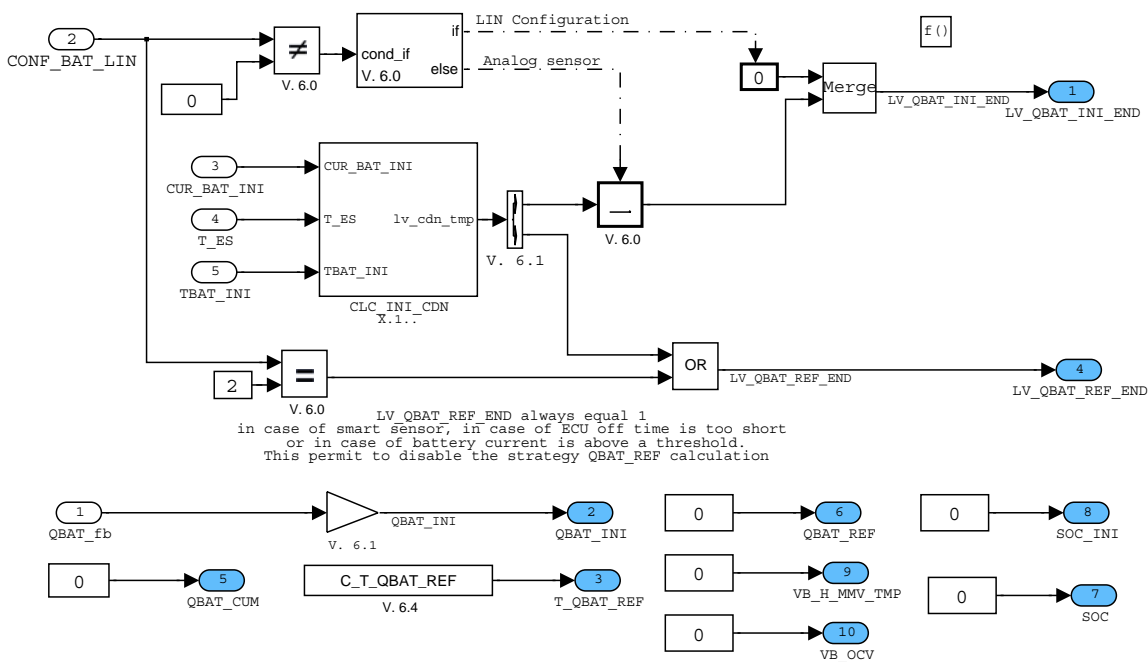 2
CONF_BAT_LIN
0
≠
V. 6.0
cond_if
V. 6.0
if
else
LIN Configuration
Analog sensor
f()
0
Merge
LV_QBAT_INI_END
1
LV_QBAT_INI_END
3
CUR_BAT_INI
4
T_ES
5
TBAT_INI
CUR_BAT_INI
T_ES
TBAT_INI
lv_cdn_tmp
CLC_INI_CDN
X.1..
V. 6.1
V. 6.0
2
=
V. 6.0
OR
LV_QBAT_REF_END
4
LV_QBAT_REF_END
LV_QBAT_REF_END always equal 1
in case of smart sensor, in case of ECU off time is too short
or in case of battery current is above a threshold.
This permit to disable the strategy QBAT_REF calculation
1
QBAT_fb
V. 6.1
QBAT_INI
2
QBAT_INI
0
6
QBAT_REF
0
8
SOC_INI
0
5
QBAT_CUM
C_T_QBAT_REF
V. 6.4
3
T_QBAT_REF
0
9
VB_H_MMV_TMP
0
7
SOC
0
10
VB_OCV